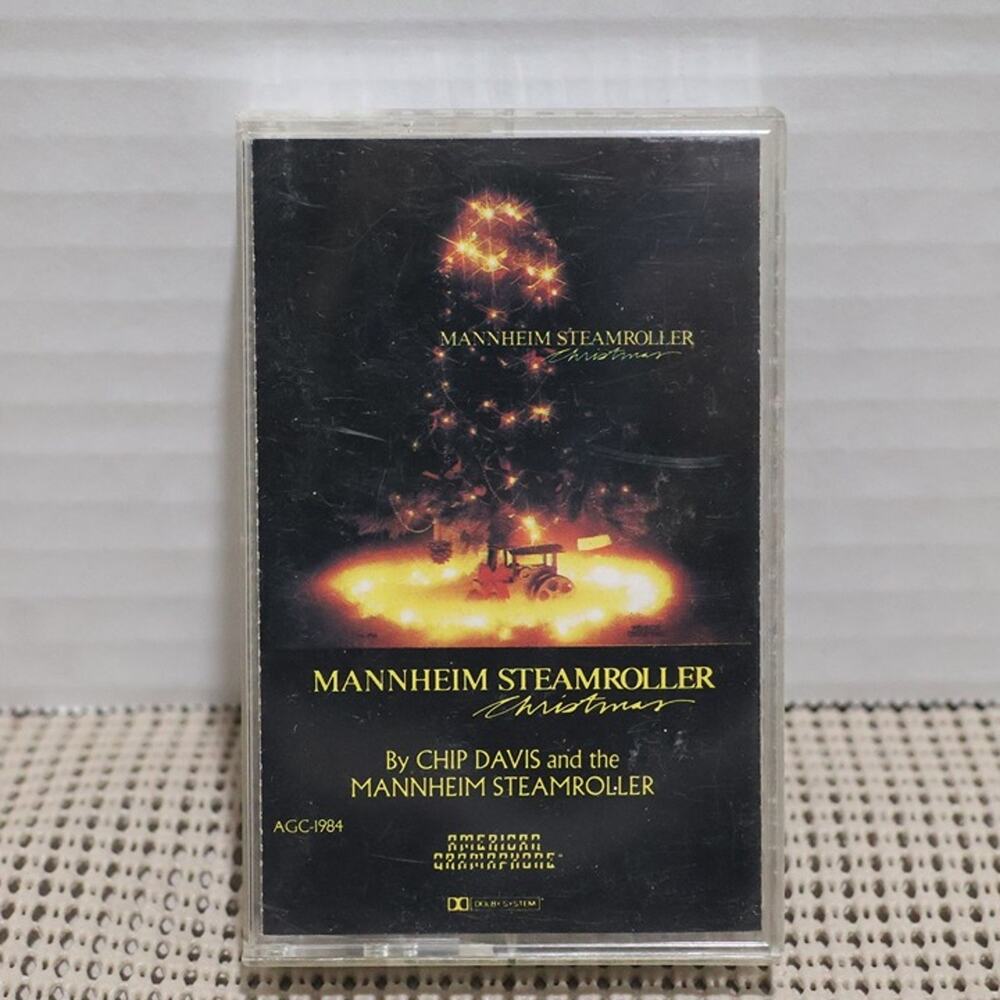 MANNHEIM STEAMROLLER
Christmas
MANNHEIM STEAMROLLER
Christmas
By CHIP DAVIS and the
MANNHEIM STEAMROLLER
AGC-1984
AMERICAN
GRAMAPHONE
DOLBY SYSTEM